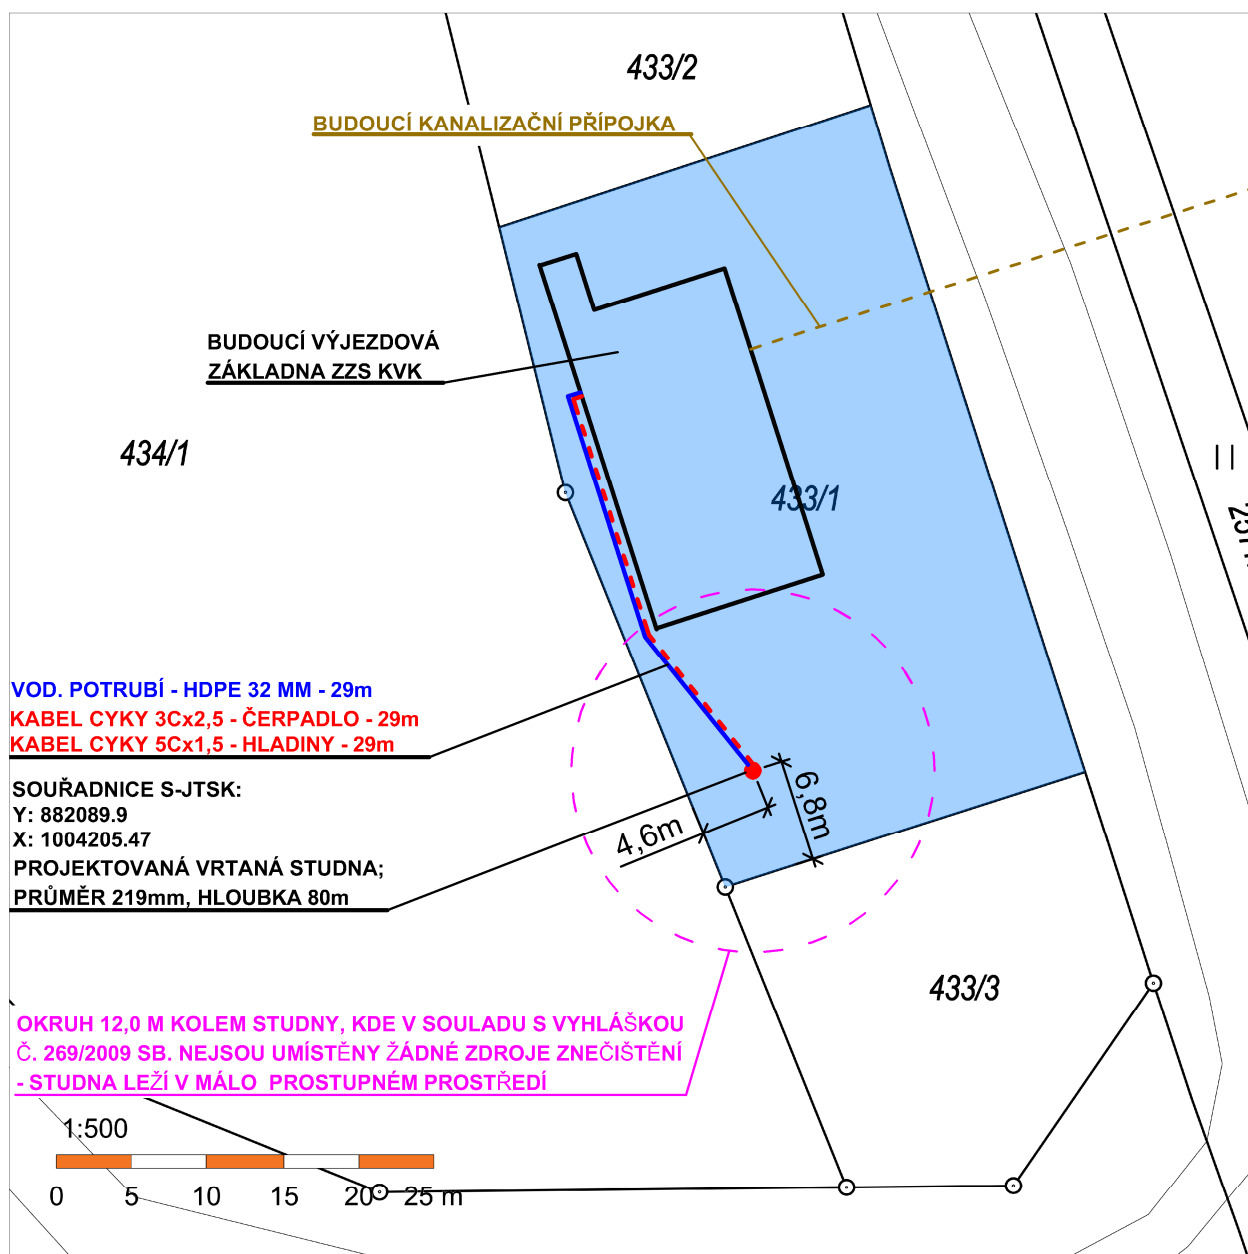 433/2
BUDOUCÍ KANALIZAČNÍ PŘÍPOJKA
BUDOUCÍ VÝJEZDOVÁ
ZÁKLADNA ZZS KVK
434/1
433/1
VOD. POTRUBÍ - HDPE 32 MM - 29m
KABEL CYKY 3Cx2,5 - ČERPADLO - 29m
KABEL CYKY 5Cx1,5 - HLADINY - 29m
SOUŘADNICE S-JTSK:
Y: 882089.9
X: 1004205.47
PROJEKTOVANÁ VRTANÁ STUDNA;
PRŮMĚR 219mm, HLOUBKA 80m
6,8m
4,6m
433/3
OKRUH 12,0 M KOLEM STUDNY, KDE V SOULADU S VYHLÁŠKOU
Č. 269/2009 SB. NEJSOU UMÍSTĚNY ŽÁDNÉ ZDROJE ZNEČIŠTĚNÍ
- STUDNA LEŽÍ V MÁLO PROSTUPNÉM PROSTŘEDÍ
1:500
0 5 10 15 20 25 m